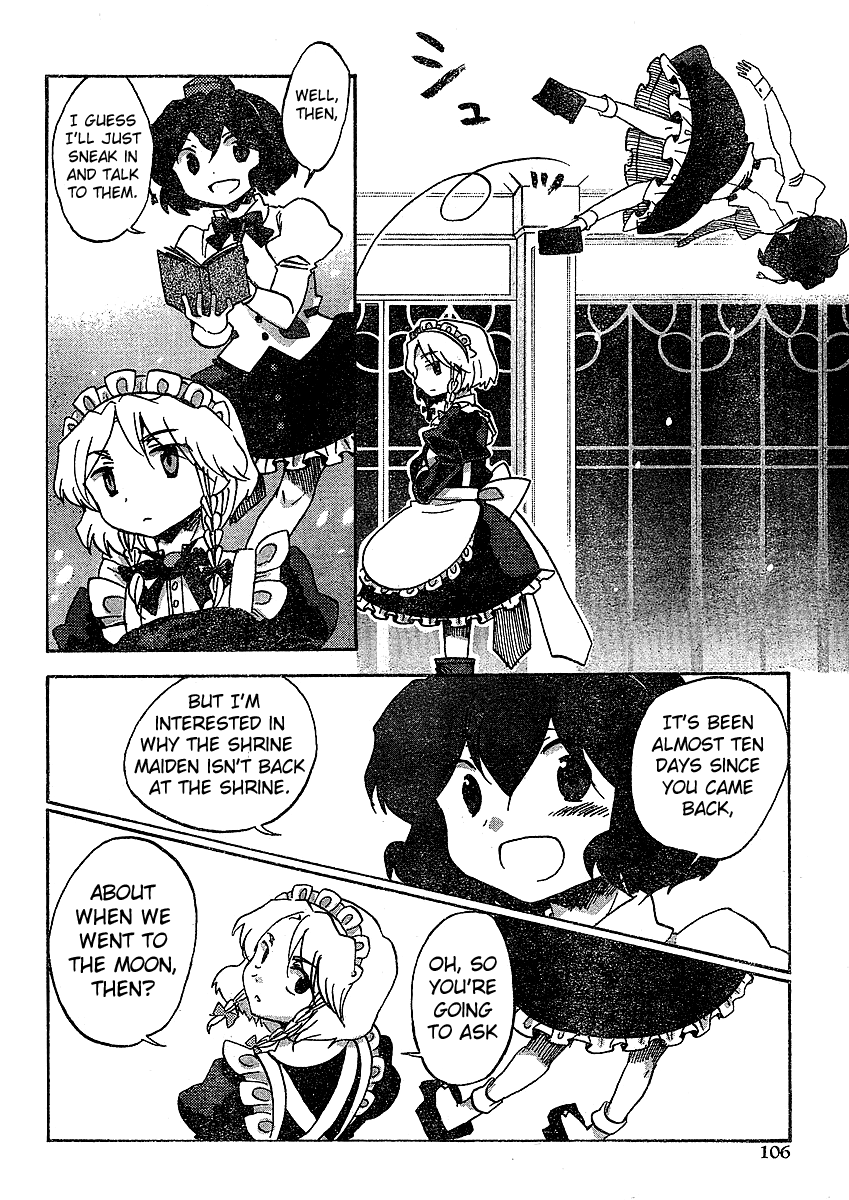 WELL,
THEN,
I GUESS
I'LL JUST
SNEAK IN
AND TALK
TO THEM.
IT'S BEEN
ALMOST TEN
DAYS SINCE
YOU CAME
BACK,
BUT I'M
INTERESTED IN
WHY THE SHRINE
MAIDEN ISN'T BACK
AT THE SHRINE.
OH, SO
YOU'RE
GOING
TO ASK
ABOUT
WHEN WE
WENT TO
THE MOON,
THEN?
106